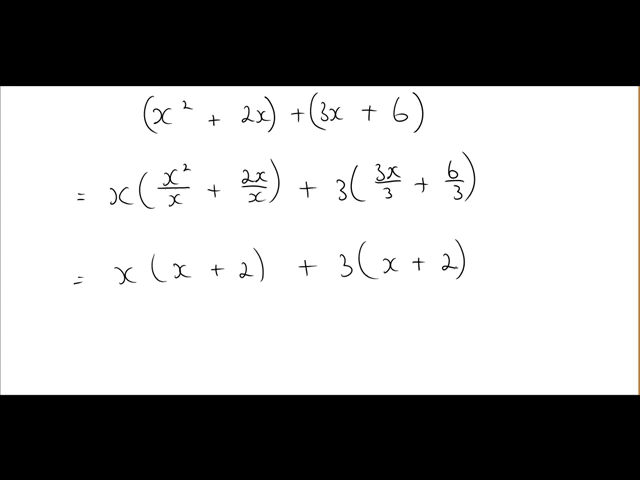 (x² + 2x) + (3x + 6)
= x(x²/x + 2x/x) + 3(3x/3 + 6/3)
= x(x + 2) + 3(x + 2)